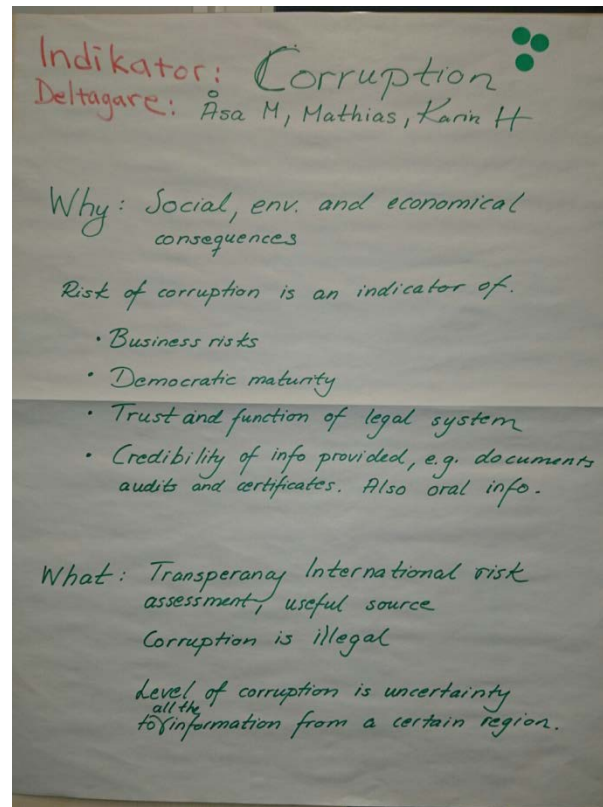 Indikator: Corruption
Deltagare: Åsa M, Mathias, Karin H
Why: Social, env. and economical
consequences
Risk of corruption is an indicator of.
• Business risks
• Democratic maturity
• Trust and function of legal system
• Credibility of info provided, e.g. documents
audits and certificates. Also oral info.
What: Transperancy International risk
assessment, useful source
Corruption is illegal
Level of corruption is uncertainty
to all the information from a certain region.